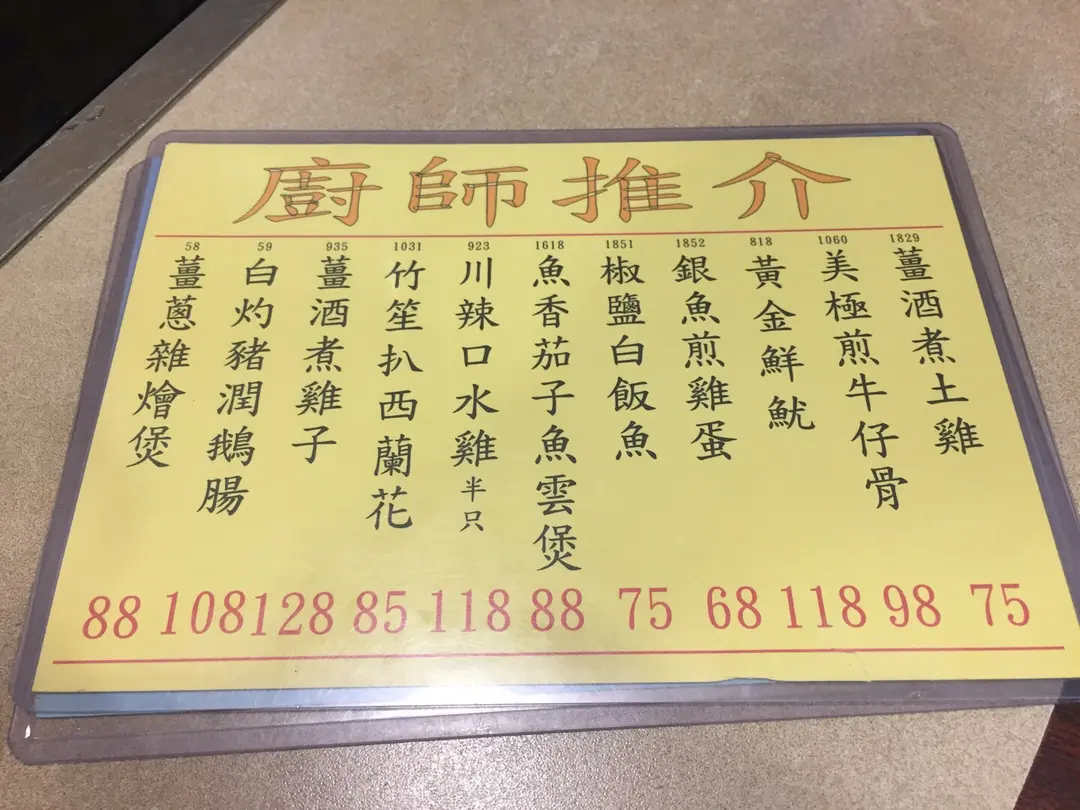 廚師推介
1829
薑酒煮土雞
75
1060
美極煎牛仔骨
98
818
黃金鮮魷
118
1852
銀魚煎雞蛋
68
1851
椒鹽白飯魚
75
1618
魚香茄子魚雲煲
88
923
川辣口水雞半只
118
1031
竹笙扒西蘭花
85
935
薑酒煮雞子
128
59
白灼豬潤鵝腸
108
58
薑蔥雜燴煲
88